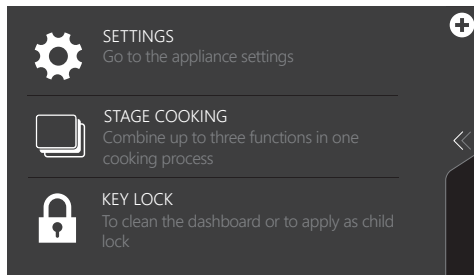 SETTINGS
Go to the appliance settings
STAGE COOKING
Combine up to three functions in one
cooking process
KEY LOCK
To clean the dashboard or to apply as child
lock